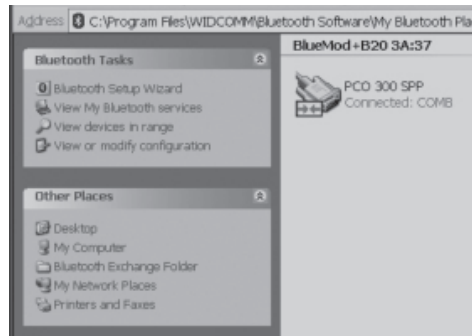 Address C:\Program Files\WIDCOMM\Bluetooth Software\My Bluetooth Pla
Bluetooth Tasks
Bluetooth Setup Wizard
View My Bluetooth services
View devices in range
View or modify configuration
Other Places
Desktop
My Computer
Bluetooth Exchange Folder
My Network Places
Printers and Faxes
BlueMod+B20 3A:37
PCO 300 SPP
Connected: COM8